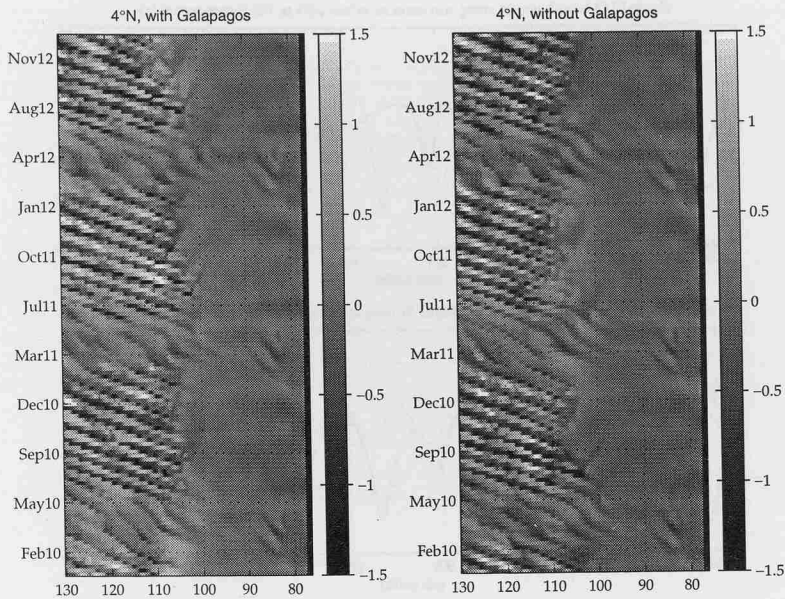 4°N, with Galapagos
Nov12
Aug12
Apr12
Jan12
Oct11
Jul11
Mar11
Dec10
Sep10
May10
Feb10
130 120 110 100 90 80
1.5
1
0.5
0
−0.5
−1
−1.5
4°N, without Galapagos
Nov12
Aug12
Apr12
Jan12
Oct11
Jul11
Mar11
Dec10
Sep10
May10
Feb10
130 120 110 100 90 80
1.5
1
0.5
0
−0.5
−1
−1.5